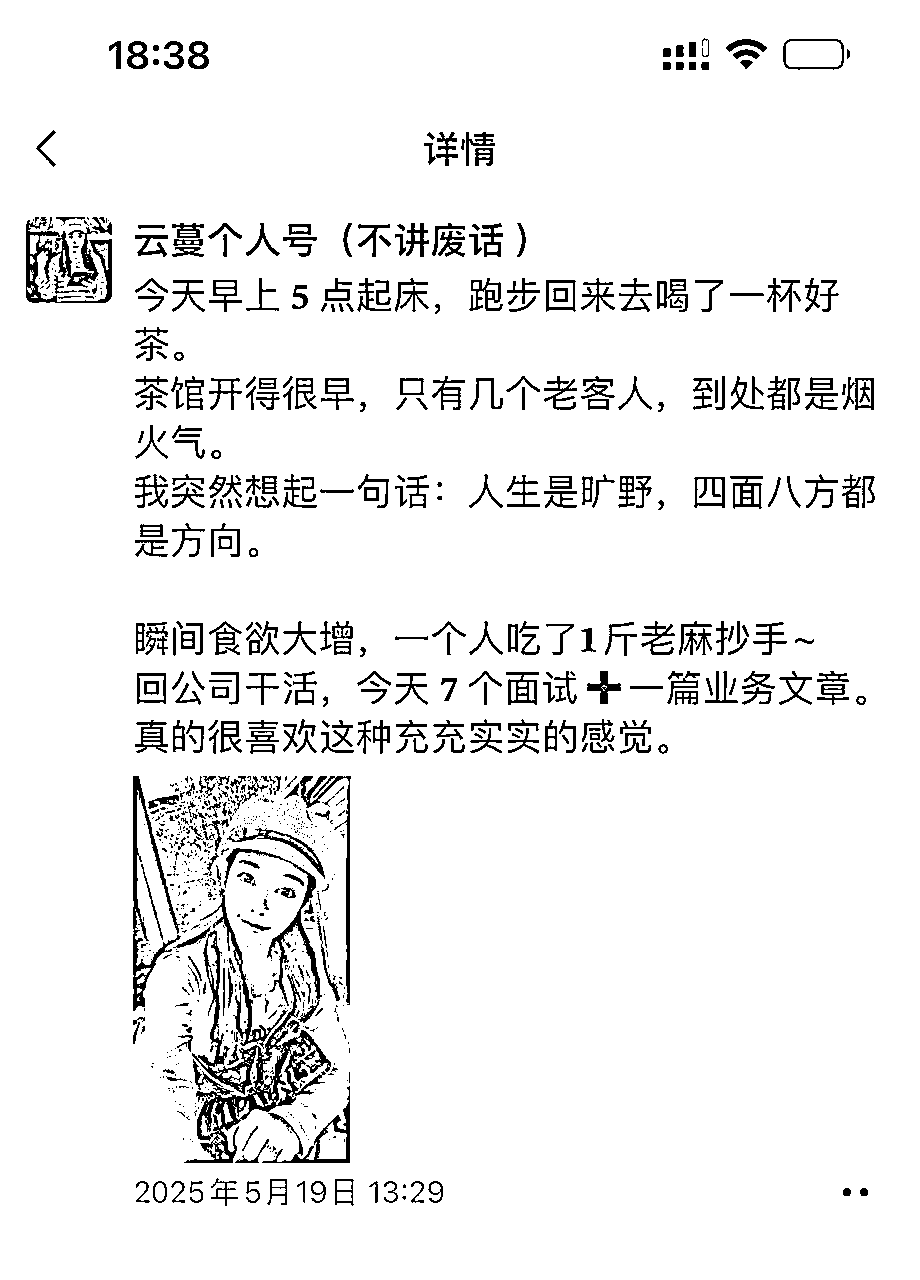 18:38
详情
云蔓个人号（不讲废话）
今天早上 5 点起床，跑步回来去喝了一杯好
茶。
茶馆开得很早，只有几个老客人，到处都是烟
火气。
我突然想起一句话：人生是旷野，四面八方都
是方向。
瞬间食欲大增，一个人吃了1斤老麻抄手~
回公司干活，今天 7 个面试➕一篇业务文章。
真的很喜欢这种充充实实的感觉。
2025年5月19日 13:29